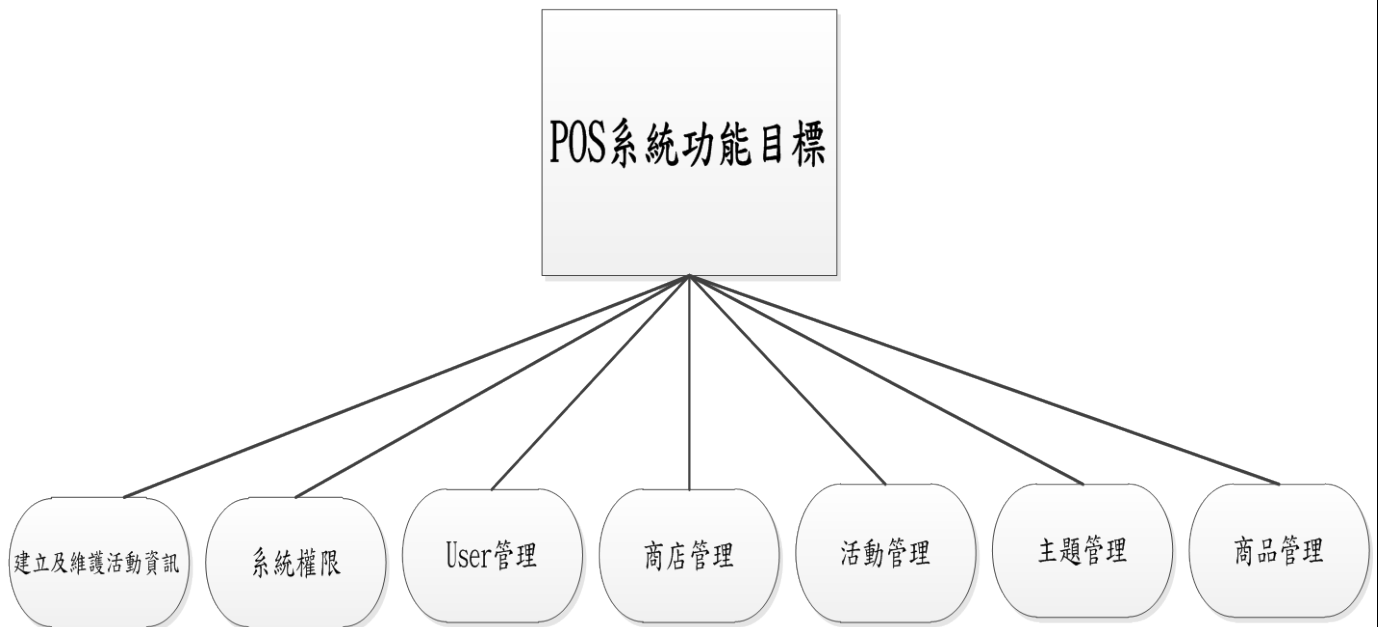 POS系統功能目標
建立及維護活動資訊
系統權限
User管理
商店管理
活動管理
主題管理
商品管理